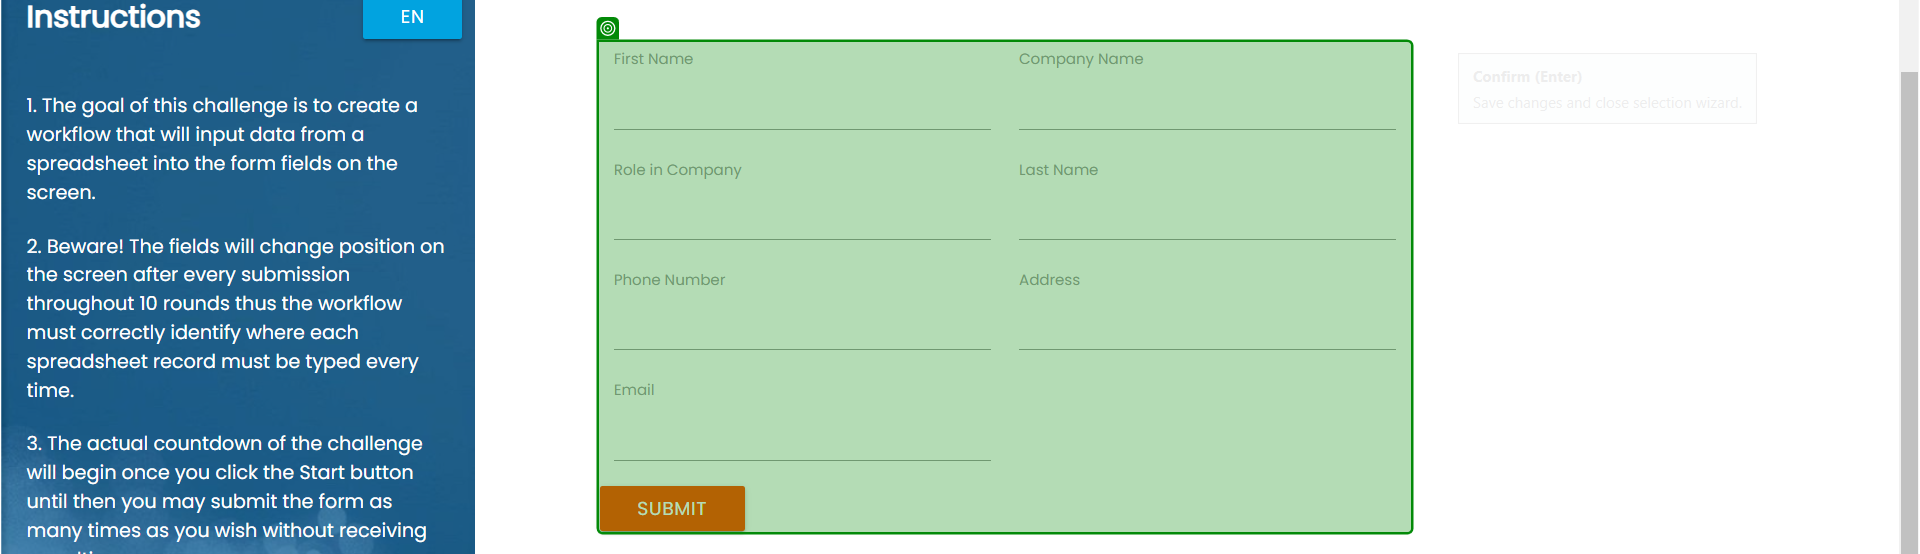 Instructions
EN
1. The goal of this challenge is to create a
workflow that will input data from a
spreadsheet into the form fields on the
screen.
2. Beware! The fields will change position on
the screen after every submission
throughout 10 rounds thus the workflow
must correctly identify where each
spreadsheet record must be typed every
time.
3. The actual countdown of the challenge
will begin once you click the Start button
until then you may submit the form as
many times as you wish without receiving
First Name
Company Name
Role in Company
Last Name
Phone Number
Address
Email
SUBMIT
Confirm (Enter)
Save changes and close selection wizard.